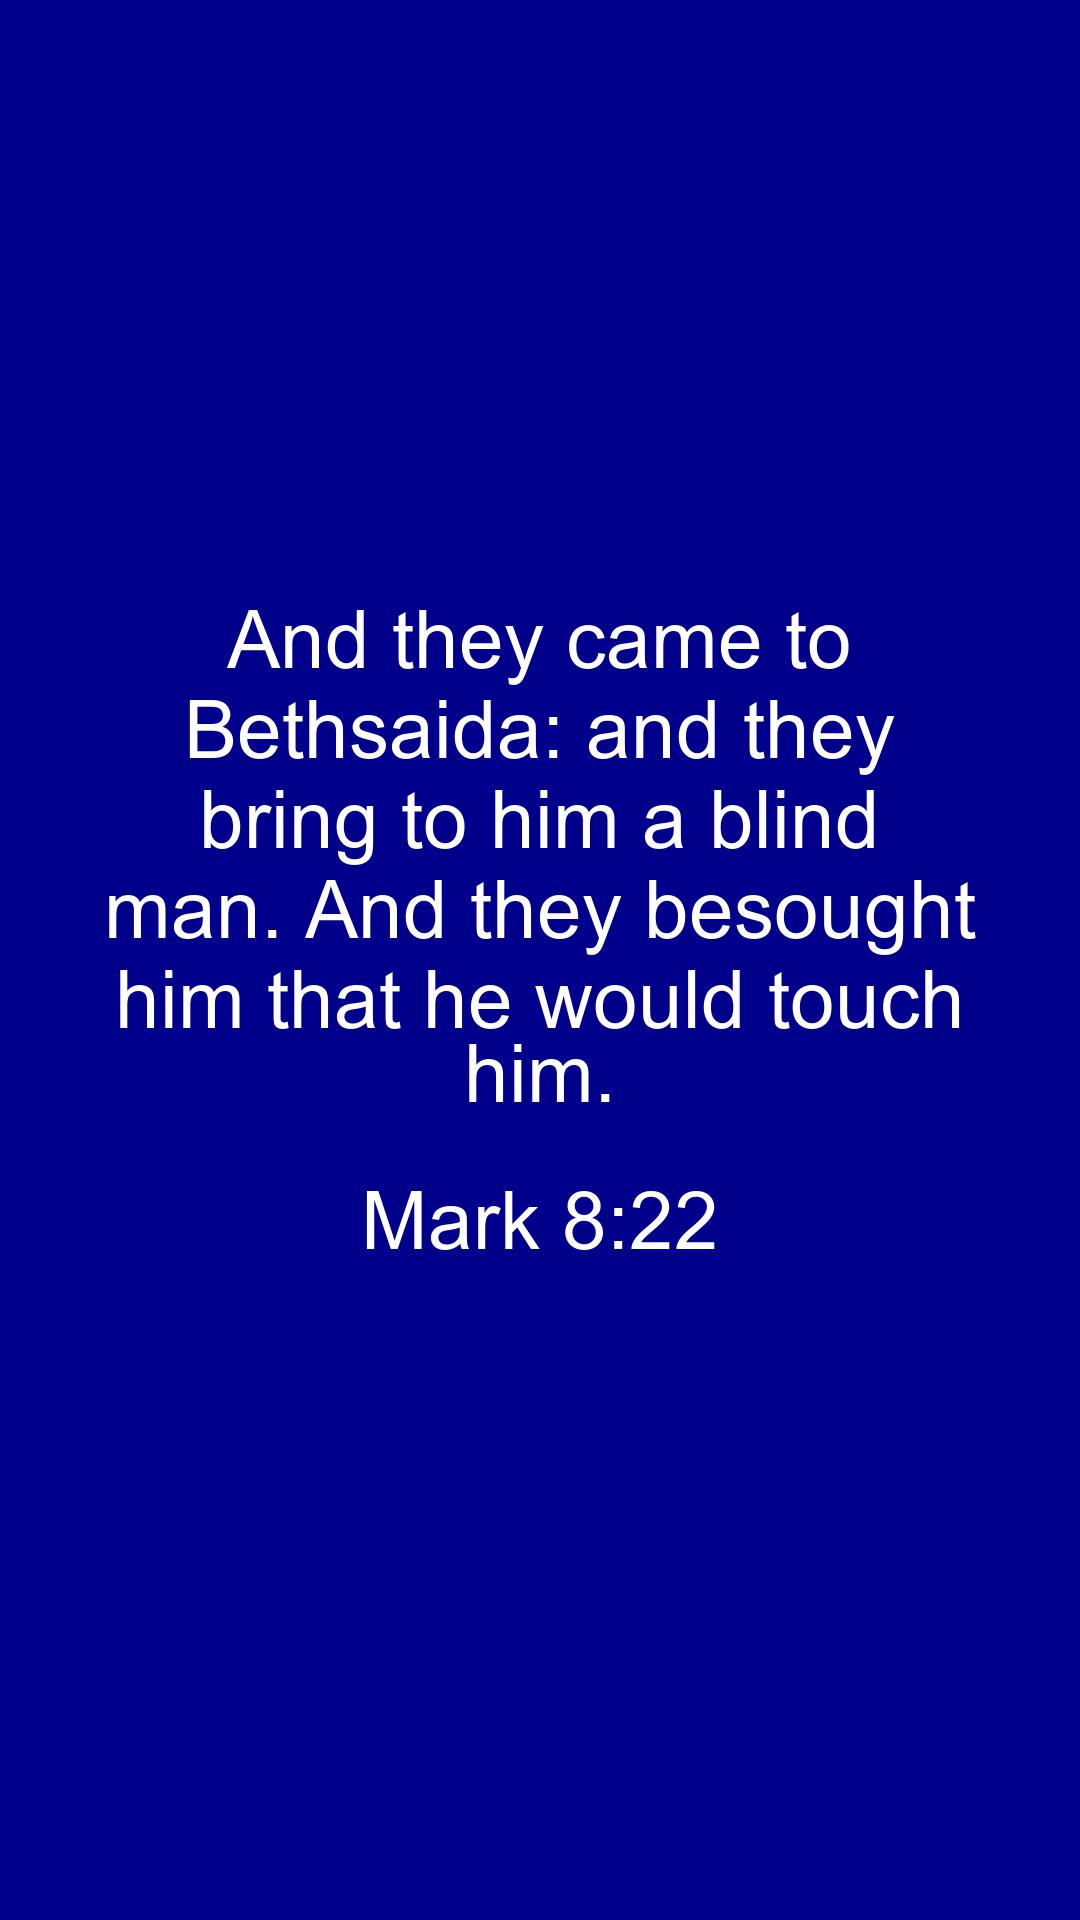 And they came to
Bethsaida: and they
bring to him a blind
man. And they besought
him that he would touch
him.
Mark 8:22